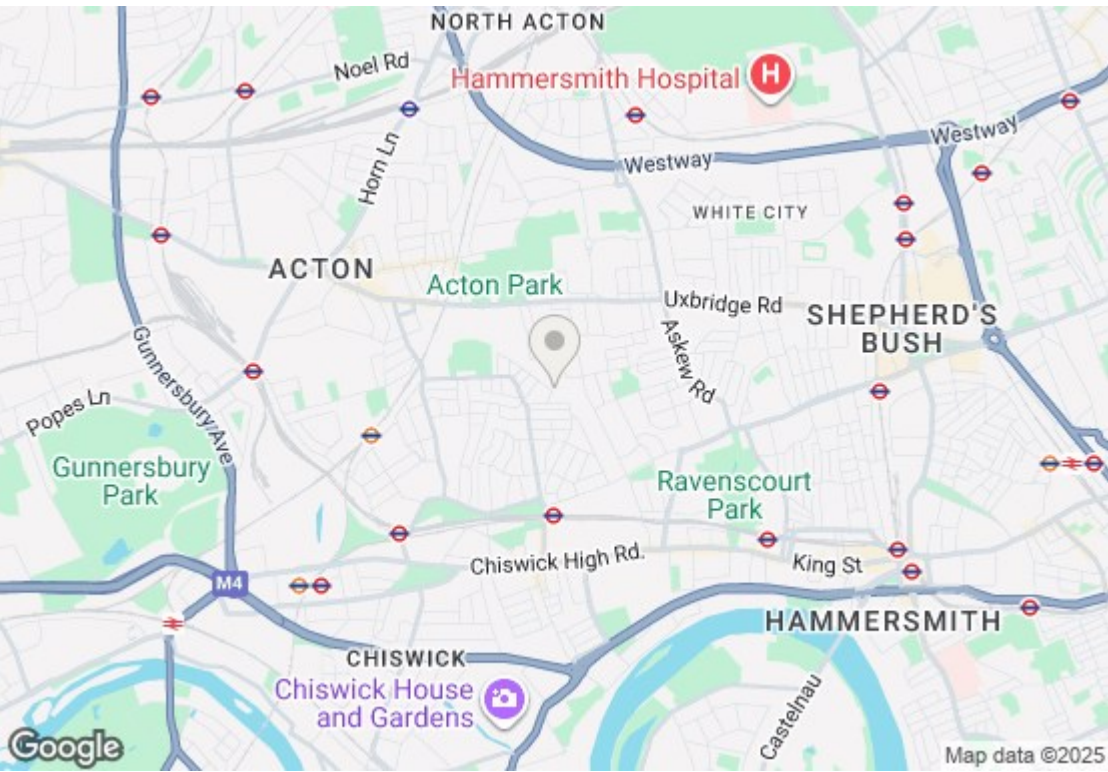 NORTH ACTON
Noel Rd
Hammersmith Hospital
H
Horn Ln
Westway
Westway
WHITE CITY
ACTON
Acton Park
Uxbridge Rd
SHEPHERD'S
BUSH
Askew Rd
Gunnersbury Ave
Popes Ln
Gunnersbury
Park
Ravenscourt
Park
Chiswick High Rd.
King St
M4
HAMMERSMITH
CHISWICK
Chiswick House
and Gardens
Castelnau
Google
Map data ©2025